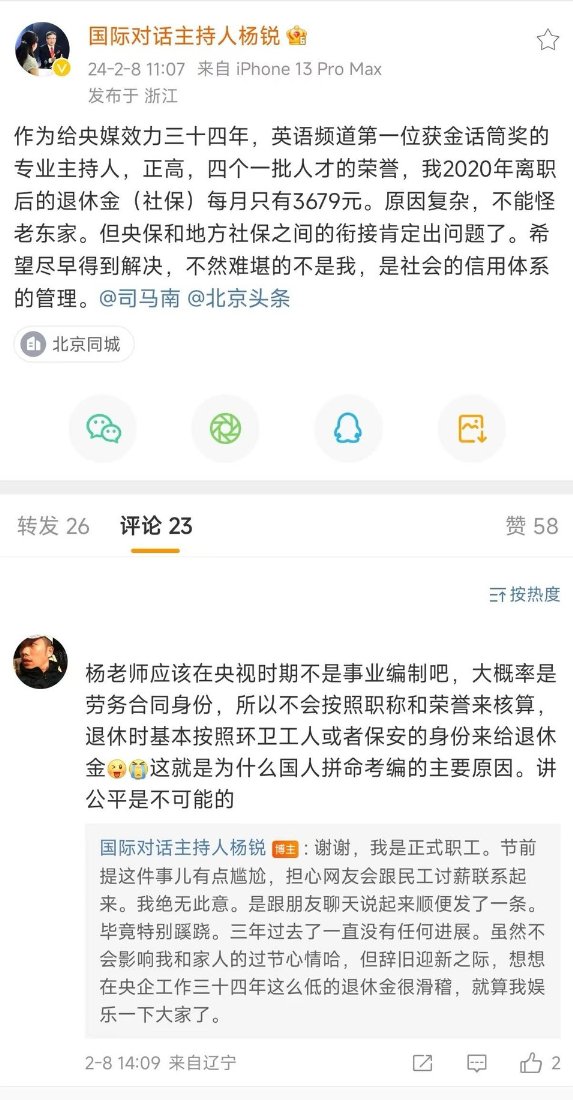 国际对话主持人杨锐
24-2-8 11:07 来自 iPhone 13 Pro Max
发布于 浙江
作为给央媒效力三十四年，英语频道第一位获金话筒奖的
专业主持人，正高，四个一批人才的荣誉，我2020年离职
后的退休金（社保）每月只有3679元。原因复杂，不能怪
老东家。但央保和地方社保之间的衔接肯定出问题了。希
望尽早得到解决，不然难堪的不是我，是社会的信用体系
的管理。@司马南 @北京头条
北京同城
转发 26 评论 23 赞 58
按热度
杨老师应该在央视时期不是事业编制吧，大概率是
劳务合同身份，所以不会按照职称和荣誉来核算，
退休时基本按照环卫工人或者保安的身份来给退休
金😜😭这就是为什么国人拼命考编的主要原因。讲
公平是不可能的
国际对话主持人杨锐 博主：谢谢，我是正式职工。节前
提这件事儿有点尴尬，担心网友会跟民工讨薪联系起
来。我绝无此意。是跟朋友聊天说起来顺便发了一条。
毕竟特别蹊跷。三年过去了一直没有任何进展。虽然不
会影响我和家人的过节心情哈，但辞旧迎新之际，想想
在央企工作三十四年这么低的退休金很滑稽，就算我娱
乐一下大家了。
2-8 14:09 来自辽宁 2